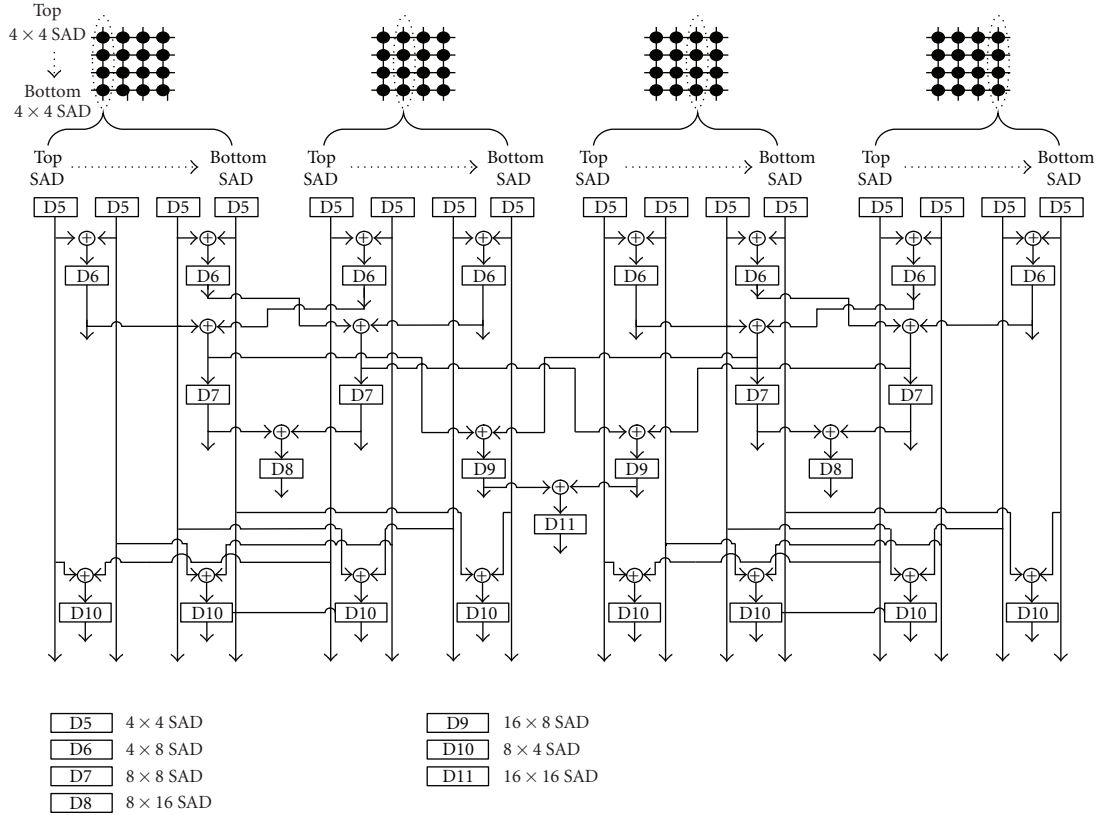 Top
4 × 4 SAD
Bottom
4 × 4 SAD
Top SAD
Bottom SAD
Top SAD
Bottom SAD
Top SAD
Bottom SAD
Top SAD
Bottom SAD
D5 D5 D5 D5 D5 D5 D5 D5 D5 D5 D5 D5 D5 D5 D5 D5
D6 D6 D6 D6 D6 D6 D6 D6
D7 D7 D7 D7
D8 D9 D9 D8
D11
D10 D10 D10 D10 D10 D10 D10 D10
D5 4 × 4 SAD
D6 4 × 8 SAD
D7 8 × 8 SAD
D8 8 × 16 SAD
D9 16 × 8 SAD
D10 8 × 4 SAD
D11 16 × 16 SAD